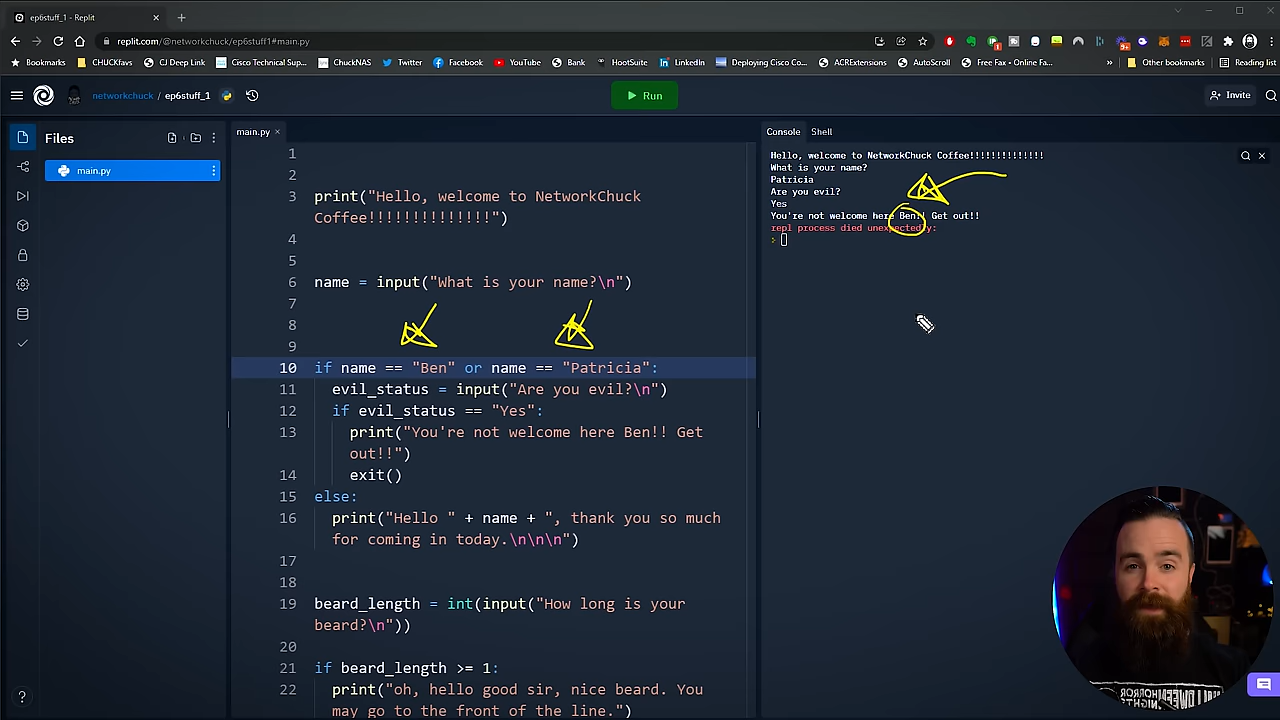 ep6stuff_1 - Replit
replit.com/@networkchuck/ep6stuff1#main.py
Bookmarks CHUCKfavs CJ Deep Link Cisco Technical Sup... ChuckNAS Twitter Facebook YouTube Bank HootSuite LinkedIn Deploying Cisco Co... ACRExtensions AutoScroll Free Fax - Online Fa... » Other bookmarks Reading list
networkchuck / ep6stuff_1
Run
Invite
Files
main.py
main.py
1
2
3 print("Hello, welcome to NetworkChuck
Coffee!!!!!!!!!!!!!!")
4
5
6 name = input("What is your name?\n")
7
8
9
10 if name == "Ben" or name == "Patricia":
11 evil_status = input("Are you evil?\n")
12 if evil_status == "Yes":
13 print("You're not welcome here Ben!! Get
out!!")
14 exit()
15 else:
16 print("Hello " + name + ", thank you so much
for coming in today.\n\n\n")
17
18
19 beard_length = int(input("How long is your
beard?\n"))
20
21 if beard_length >= 1:
22 print("oh, hello good sir, nice beard. You
may go to the front of the line.")
Console Shell
Hello, welcome to NetworkChuck Coffee!!!!!!!!!!!!!!
What is your name?
Patricia
Are you evil?
Yes
You're not welcome here Ben!! Get out!!
repl process died unexpectedly:
>
?